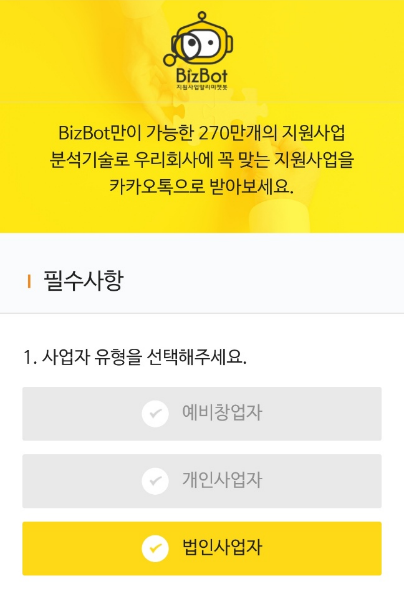 BizBot
지원사업알리미챗봇
BizBot만이 가능한 270만개의 지원사업
분석기술로 우리회사에 꼭 맞는 지원사업을
카카오톡으로 받아보세요.
필수사항
1. 사업자 유형을 선택해주세요.
예비창업자
개인사업자
법인사업자